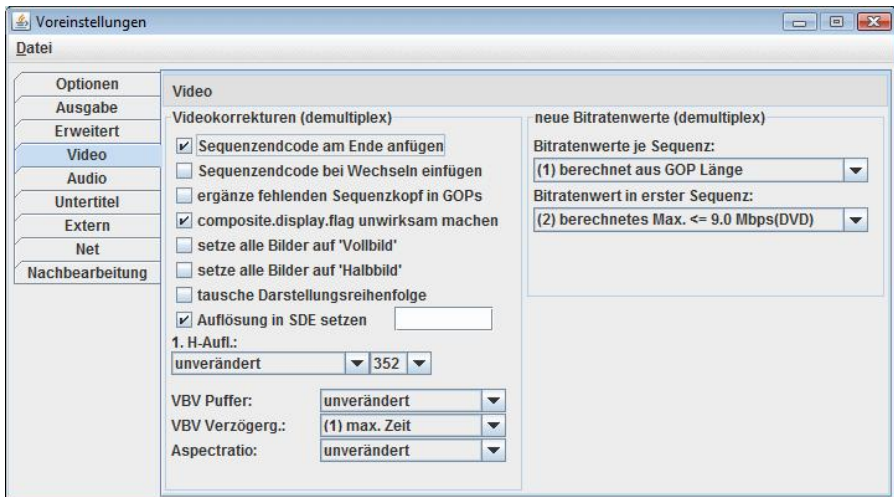 Voreinstellungen
Datei
Optionen
Ausgabe
Erweitert
Video
Audio
Untertitel
Extern
Net
Nachbearbeitung
Video
Videokorrekturen (demultiplex)
Sequenzendcode am Ende anfügen
Sequenzendcode bei Wechseln einfügen
ergänze fehlenden Sequenzkopf in GOPs
composite.display.flag unwirksam machen
setze alle Bilder auf 'Vollbild'
setze alle Bilder auf 'Halbbild'
tausche Darstellungsreihenfolge
Auflösung in SDE setzen
1. H-Aufl.:
unverändert 352
VBV Puffer: unverändert
VBV Verzögerg.: (1) max. Zeit
Aspectratio: unverändert
neue Bitratenwerte (demultiplex)
Bitratenwerte je Sequenz:
(1) berechnet aus GOP Länge
Bitratenwert in erster Sequenz:
(2) berechnetes Max. <= 9.0 Mbps(DVD)